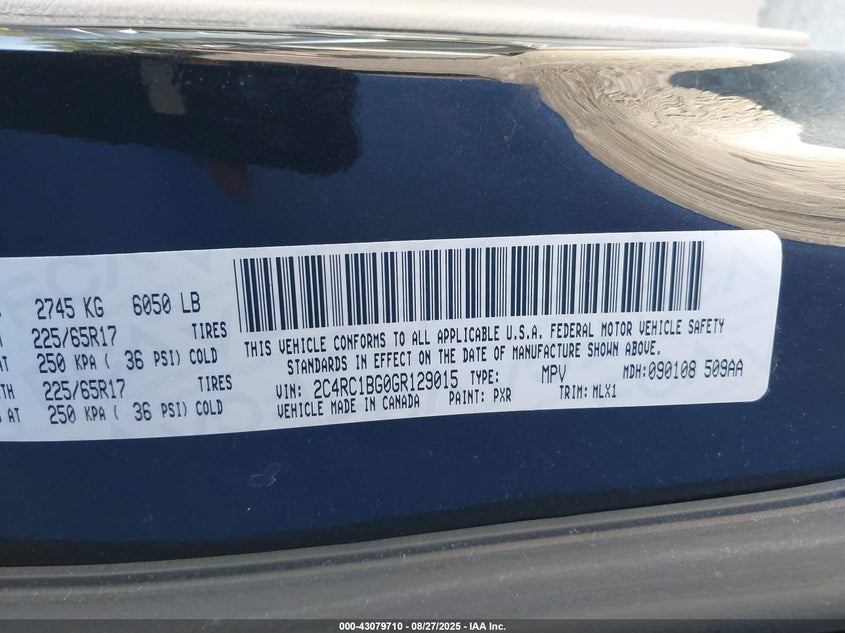 2745 KG 6050 LB
225/65R17 TIRES
AT 250 KPA ( 36 PSI) COLD
TH 225/65R17 TIRES
AT 250 KPA ( 36 PSI) COLD
THIS VEHICLE CONFORMS TO ALL APPLICABLE U.S.A. FEDERAL MOTOR VEHICLE SAFETY
STANDARDS IN EFFECT ON THE DATE OF MANUFACTURE SHOWN ABOVE.
VIN: 2C4RC1BG0GR129015 TYPE: MPV MDH:090108 509AA
VEHICLE MADE IN CANADA PAINT: PXR TRIM: MLX1
000-43079710 | 08/27/2025 - IAA Inc.